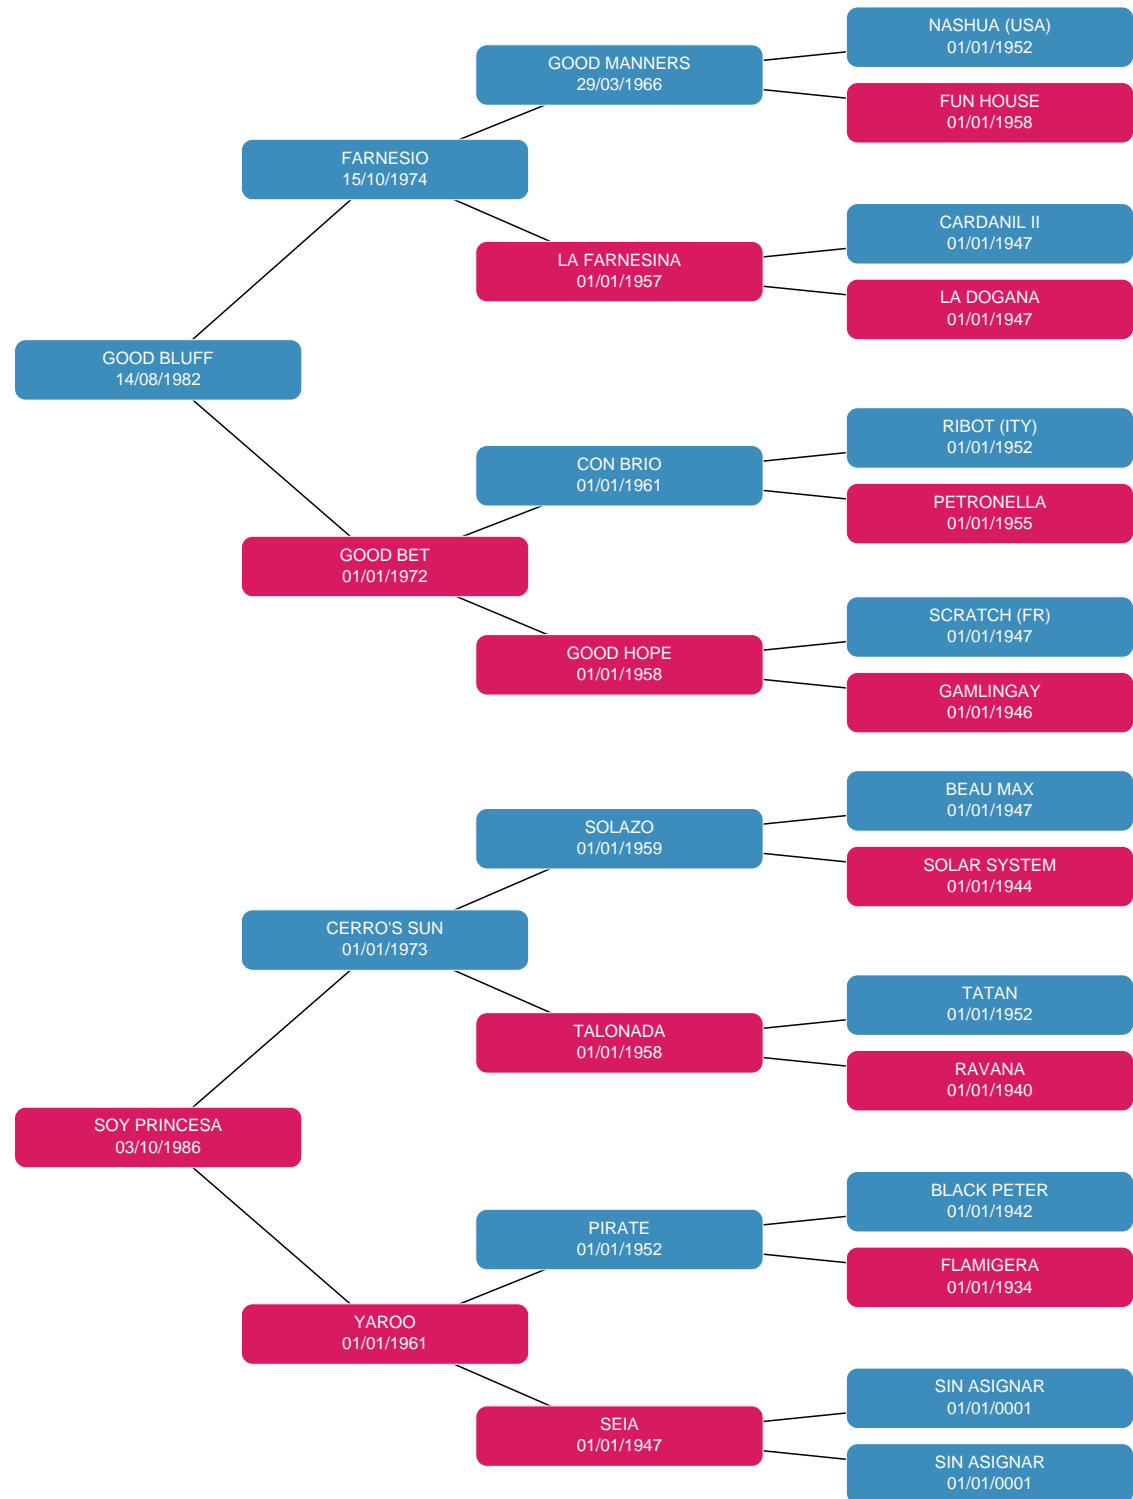 NASHUA (USA)
01/01/1952
GOOD MANNERS
29/03/1966
FUN HOUSE
01/01/1958
FARNESIO
15/10/1974
CARDANIL II
01/01/1947
LA FARNESINA
01/01/1957
LA DOGANA
01/01/1947
GOOD BLUFF
14/08/1982
RIBOT (ITY)
01/01/1952
CON BRIO
01/01/1961
PETRONELLA
01/01/1955
GOOD BET
01/01/1972
SCRATCH (FR)
01/01/1947
GOOD HOPE
01/01/1958
GAMLINGAY
01/01/1946
BEAU MAX
01/01/1947
SOLAZO
01/01/1959
SOLAR SYSTEM
01/01/1944
CERRO'S SUN
01/01/1973
TATAN
01/01/1952
TALONADA
01/01/1958
RAVANA
01/01/1940
SOY PRINCESA
03/10/1986
BLACK PETER
01/01/1942
PIRATE
01/01/1952
FLAMIGERA
01/01/1934
YAROO
01/01/1961
SIN ASIGNAR
01/01/0001
SEIA
01/01/1947
SIN ASIGNAR
01/01/0001